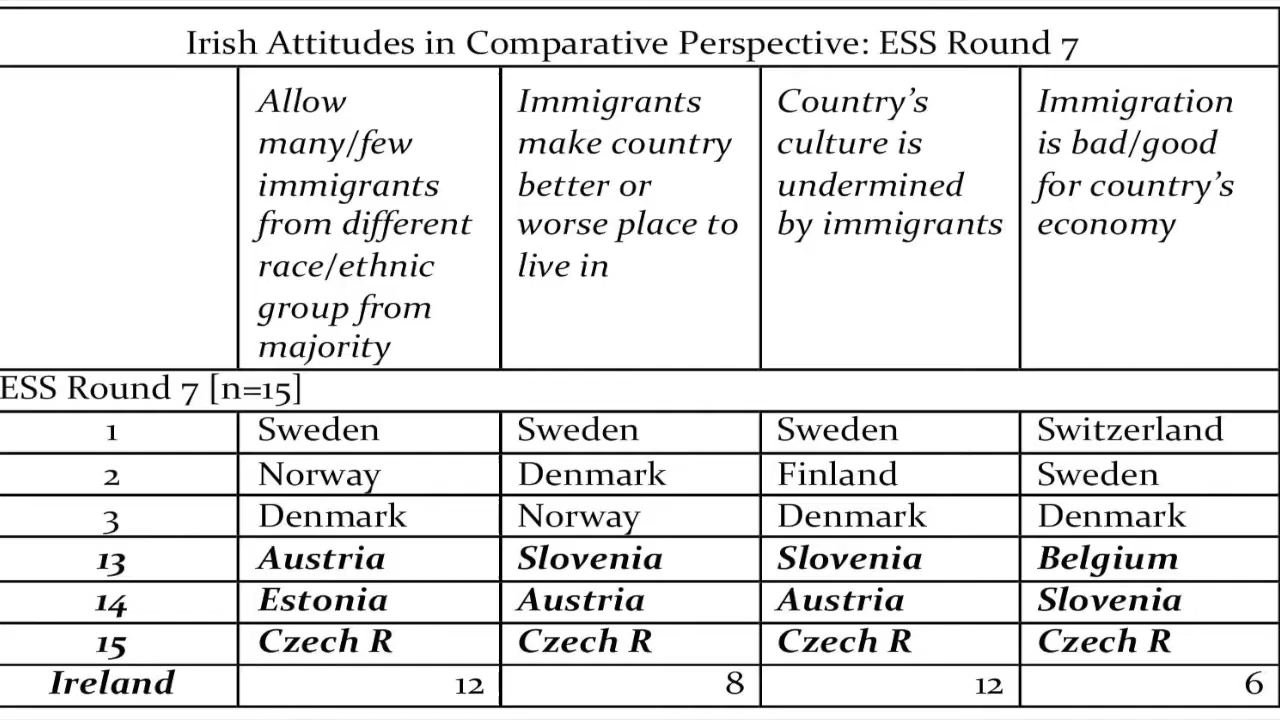 Irish Attitudes in Comparative Perspective: ESS Round 7
Allow
many/few
immigrants
from different
race/ethnic
group from
majority
Immigrants
make country
better or
worse place to
live in
Country’s
culture is
undermined
by immigrants
Immigration
is bad/good
for country’s
economy
ESS Round 7 [n=15]
1 Sweden Sweden Sweden Switzerland
2 Norway Denmark Finland Sweden
3 Denmark Norway Denmark Denmark
13 Austria Slovenia Slovenia Belgium
14 Estonia Austria Austria Slovenia
15 Czech R Czech R Czech R Czech R
Ireland 12 8 12 6